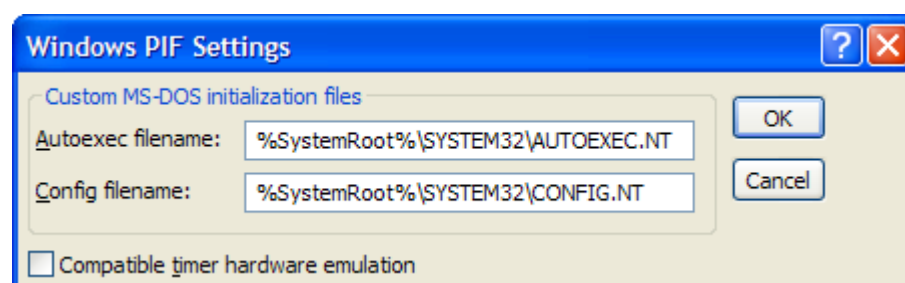 Windows PIF Settings
Custom MS-DOS initialization files
Autoexec filename: %SystemRoot%\SYSTEM32\AUTOEXEC.NT
Config filename: %SystemRoot%\SYSTEM32\CONFIG.NT
OK
Cancel
Compatible timer hardware emulation